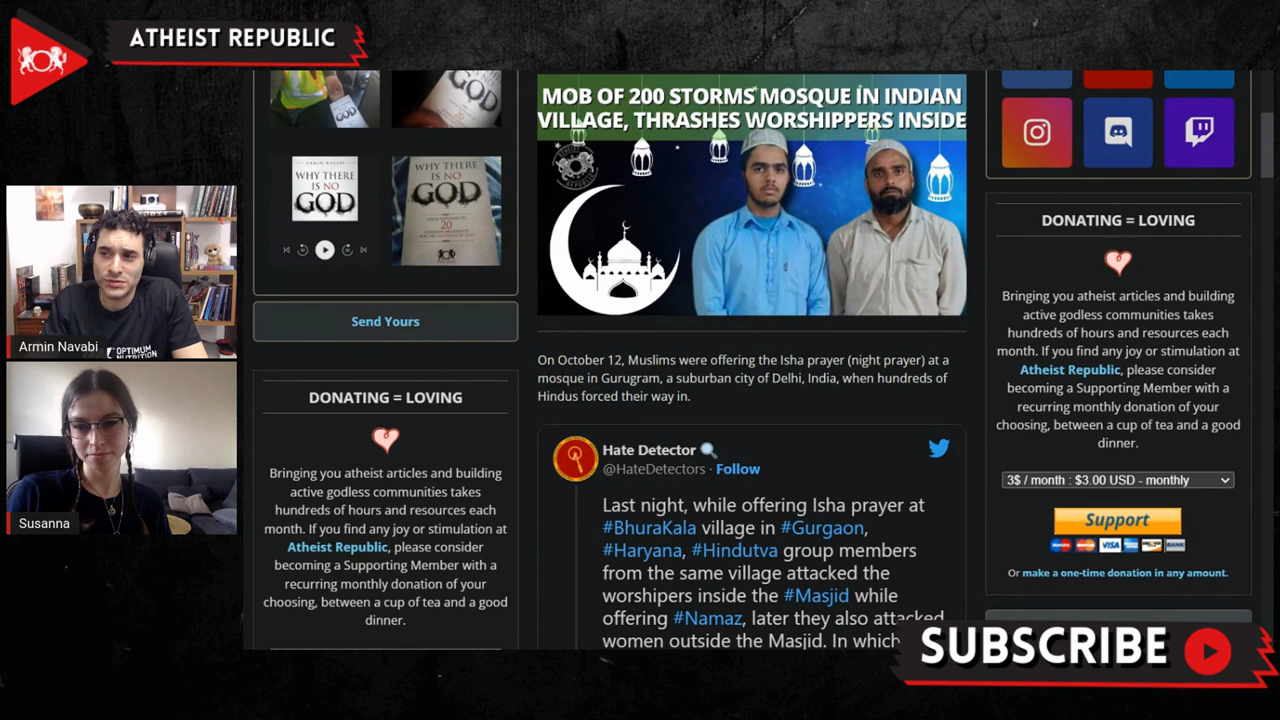 ATHEIST REPUBLIC
Armin Navabi
OPTIMUM
NUTRITION
Susanna
GOD
GOD
ARMIN NAVABI
WHY THERE
IS NO
GOD
WHY THERE
IS NO
GOD
20
Send Yours
DONATING = LOVING
Bringing you atheist articles and building
active godless communities takes
hundreds of hours and resources each
month. If you find any joy or stimulation at
Atheist Republic, please consider
becoming a Supporting Member with a
recurring monthly donation of your
choosing, between a cup of tea and a good
dinner.
MOB OF 200 STORMS MOSQUE IN INDIAN
VILLAGE, THRASHES WORSHIPPERS INSIDE
On October 12, Muslims were offering the Isha prayer (night prayer) at a
mosque in Gurugram, a suburban city of Delhi, India, when hundreds of
Hindus forced their way in.
Hate Detector
@HateDetectors · Follow
Last night, while offering Isha prayer at
#BhuraKala village in #Gurgaon,
#Haryana, #Hindutva group members
from the same village attacked the
worshipers inside the #Masjid while
offering #Namaz, later they also attacked
women outside the Masjid. In which
DONATING = LOVING
Bringing you atheist articles and building
active godless communities takes
hundreds of hours and resources each
month. If you find any joy or stimulation at
Atheist Republic, please consider
becoming a Supporting Member with a
recurring monthly donation of your
choosing, between a cup of tea and a good
dinner.
3$ / month : $3.00 USD - monthly
Support
VISA
BANK
Or make a one-time donation in any amount.
SUBSCRIBE